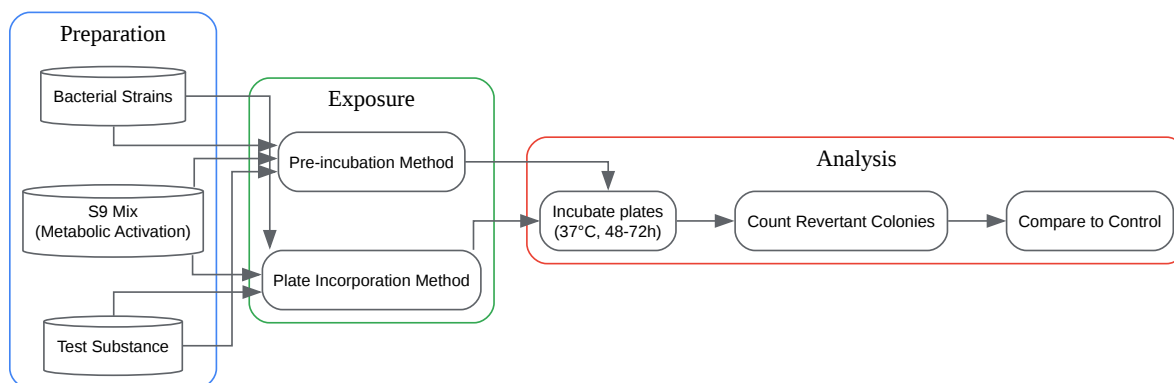 Preparation
Bacterial Strains
S9 Mix
(Metabolic Activation)
Test Substance
Exposure
Pre-incubation Method
Plate Incorporation Method
Analysis
Incubate plates
(37°C, 48-72h)
Count Revertant Colonies
Compare to Control